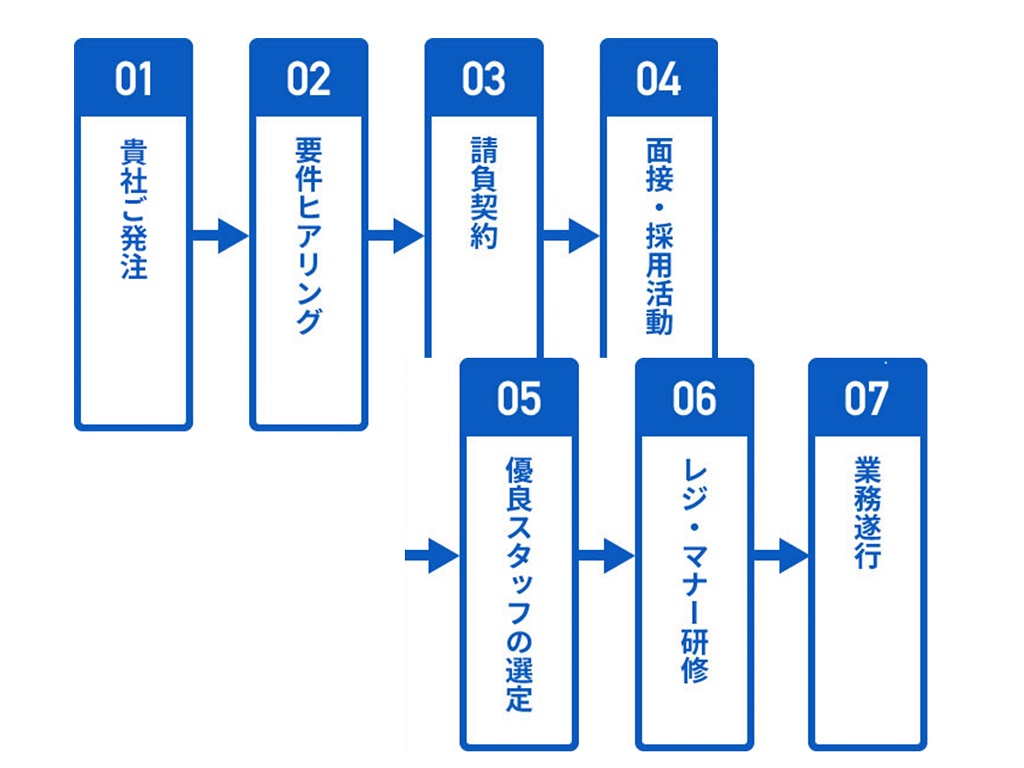 01
貴社ご発注
02
要件ヒアリング
03
請負契約
04
面接・採用活動
05
優良スタッフの選定
06
レジ・マナー研修
07
業務遂行